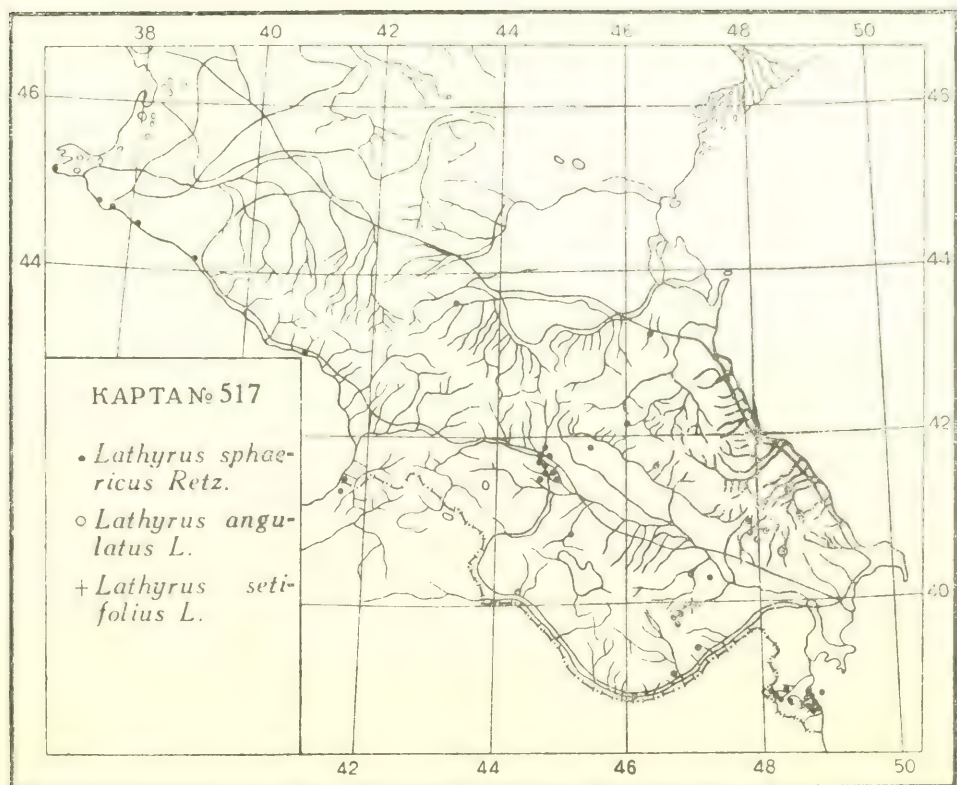 38 40 42 44 46 48 50
46 46
44 44
КАРТА № 517
• Lathyrus sphae-
ricus Retz.
○ Lathyrus angu-
latus L.
+ Lathyrus seti-
folius L.
42
40
42 44 46 48 50